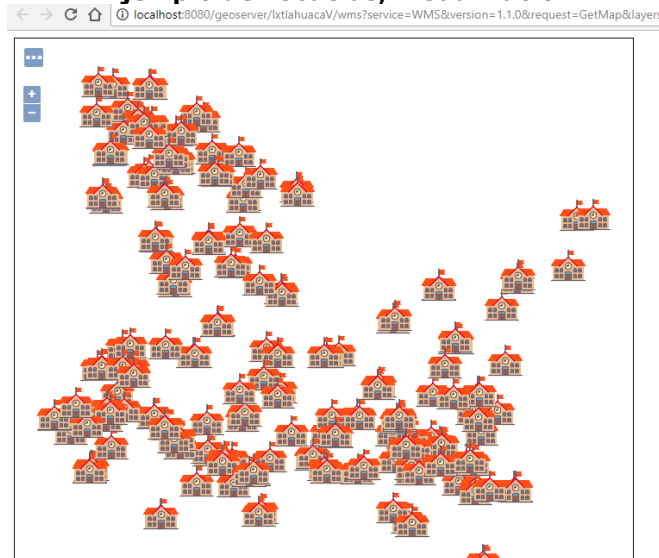 localhost:8080/geoserver/IxtlahuacaV/wms?service=WMS&version=1.1.0&request=GetMap&layers
+
−